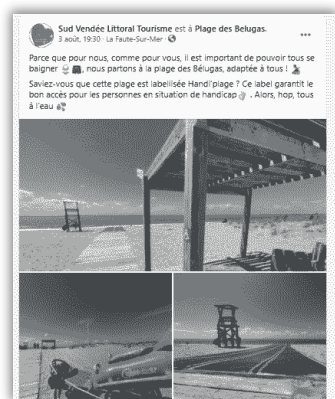 Sud Vendée Littoral Tourisme est à Plage des Belugas.
3 août, 19:30 · La Faute-Sur-Mer ·
Parce que pour nous, comme pour vous, il est important de pouvoir tous se
baigner, nous partons à la plage des Bélugas, adaptée à tous !
Saviez-vous que cette plage est labellisée Handi'plage ? Ce label garantit le
bon accès pour les personnes en situation de handicap . Alors, hop, tous
à l'eau